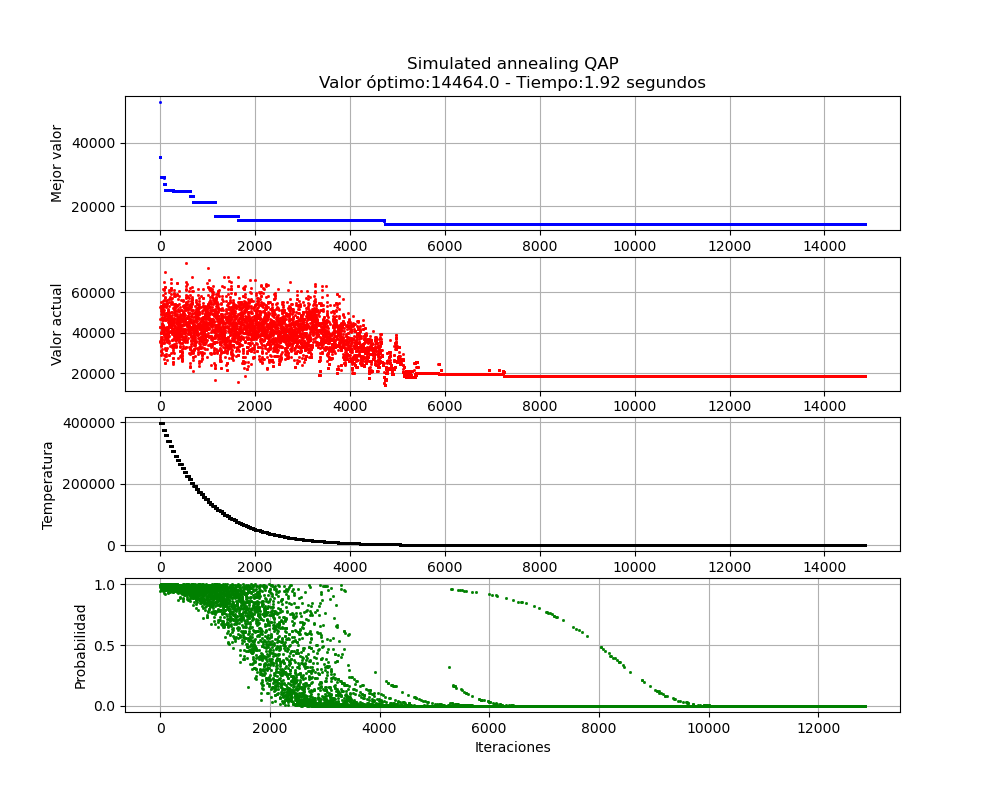 Simulated annealing QAP
Valor óptimo:14464.0 - Tiempo:1.92 segundos
Mejor valor
40000
20000
0 2000 4000 6000 8000 10000 12000 14000
Valor actual
60000
40000
20000
0 2000 4000 6000 8000 10000 12000 14000
Temperatura
400000
200000
0
0 2000 4000 6000 8000 10000 12000 14000
Probabilidad
1.0
0.5
0.0
0 2000 4000 6000 8000 10000 12000
Iteraciones